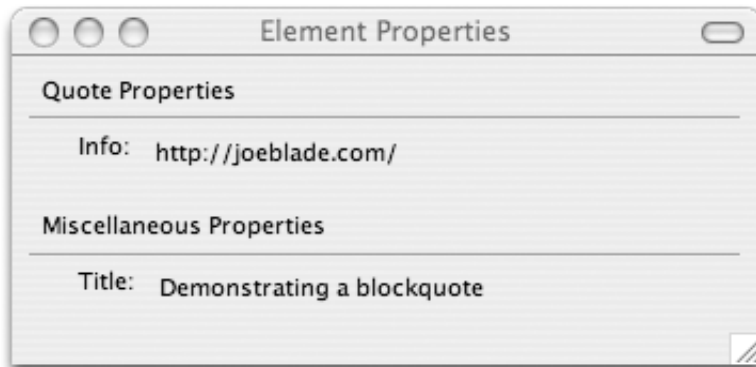 Element Properties
Quote Properties
Info: http://joeblade.com/
Miscellaneous Properties
Title: Demonstrating a blockquote